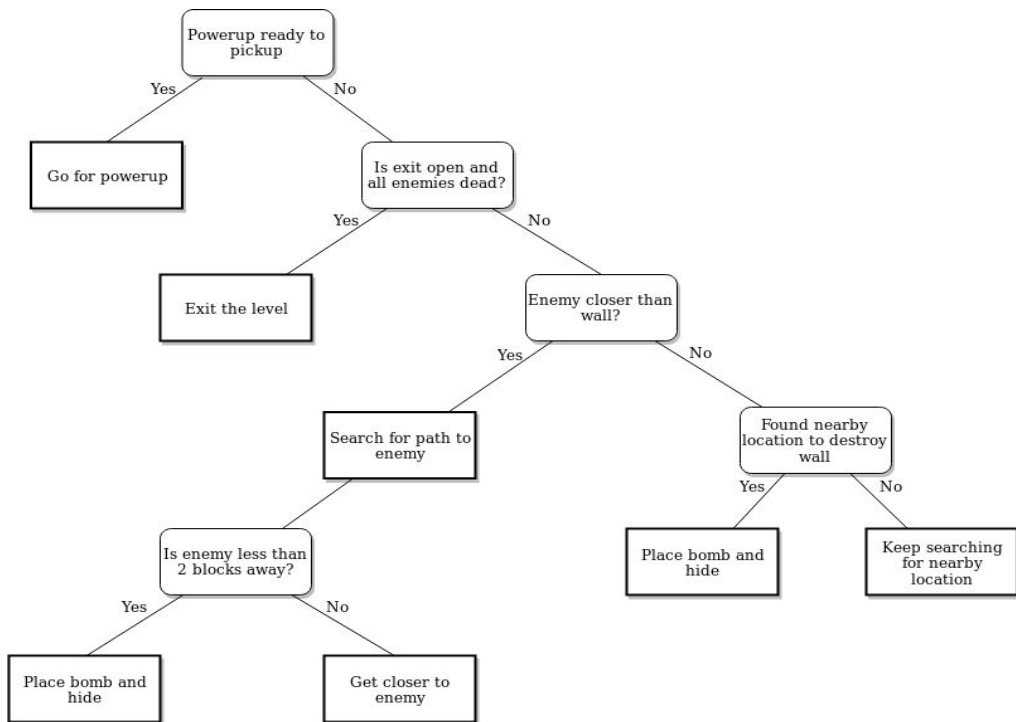 Powerup ready to
pickup
Yes
No
Go for powerup
Is exit open and
all enemies dead?
Yes
No
Exit the level
Enemy closer than
wall?
Yes
No
Search for path to
enemy
Found nearby
location to destroy
wall
Yes
No
Is enemy less than
2 blocks away?
Place bomb and
hide
Keep searching
for nearby
location
Yes
No
Place bomb and
hide
Get closer to
enemy